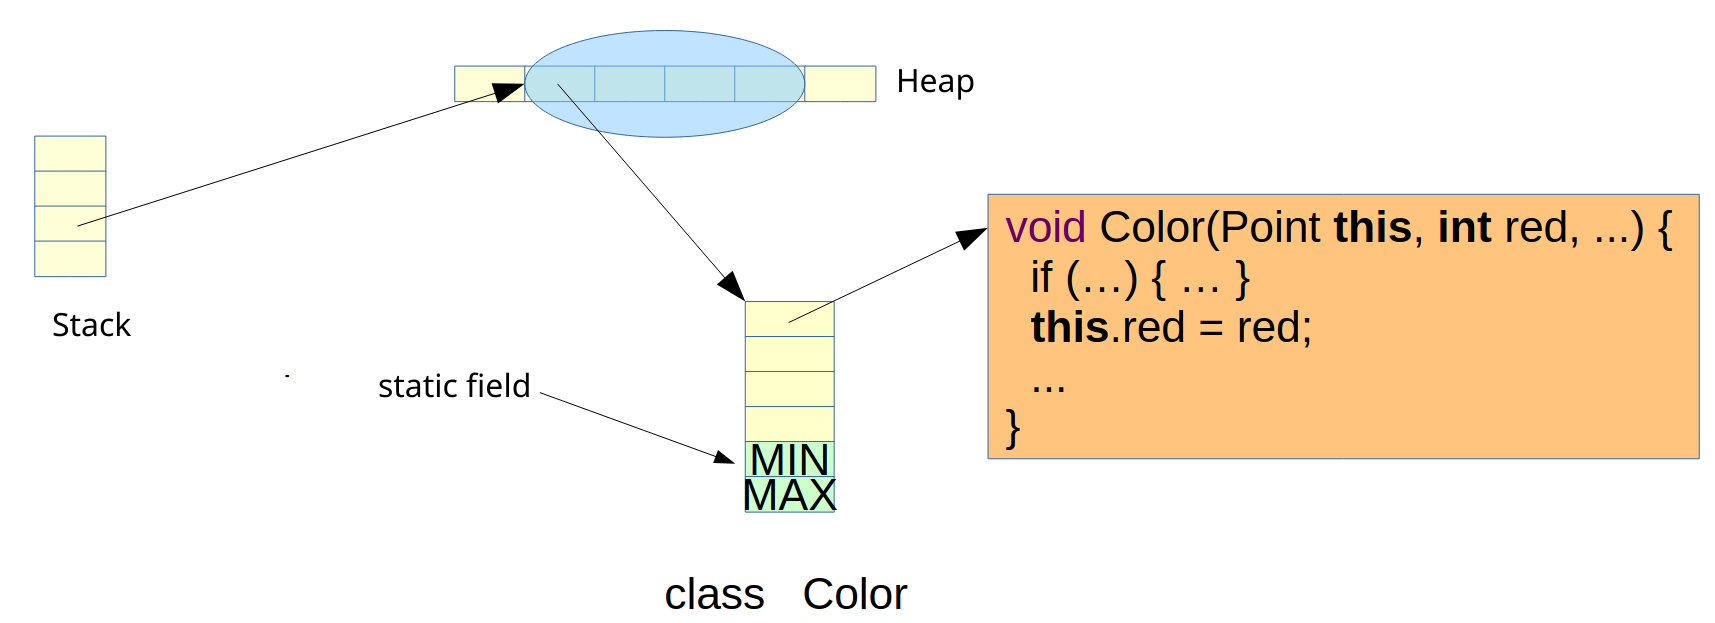 Heap
Stack
static field
MIN
MAX
class Color
void Color(Point this, int red, ...) {
if (…) { … }
this.red = red;
...
}